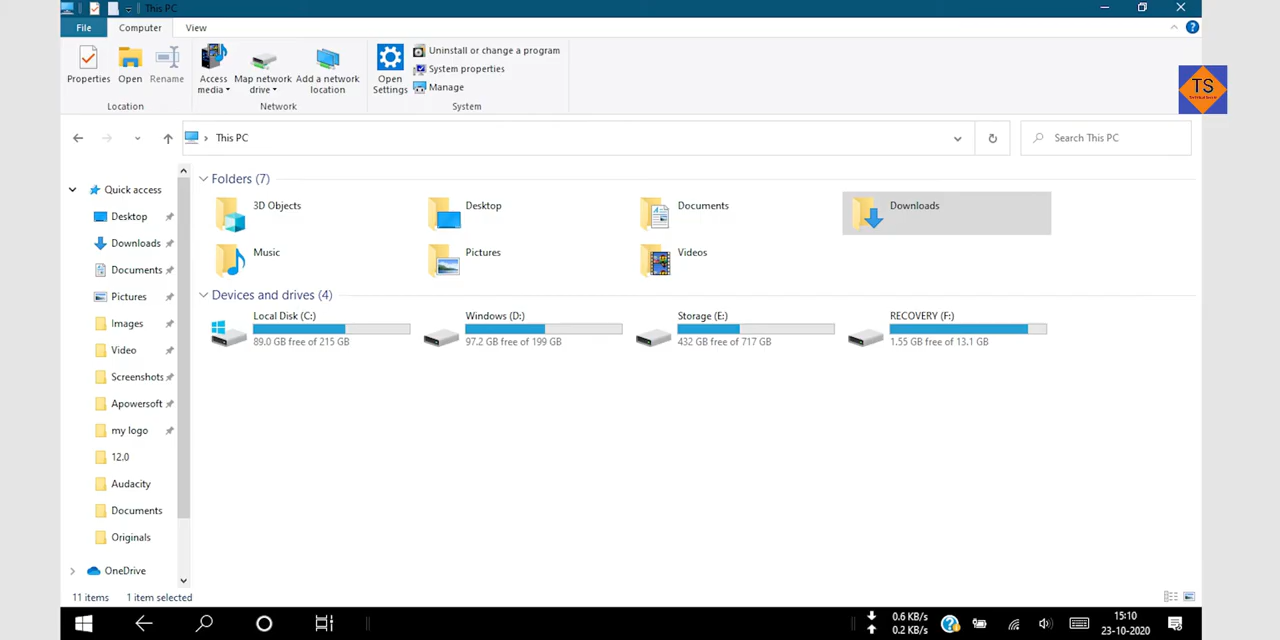 This PC
File
Computer
View
Properties
Open
Rename
Access media
Map network drive
Add a network location
Open Settings
Uninstall or change a program
System properties
Manage
Location
Network
System
TS
This PC
Search This PC
Quick access
Desktop
Downloads
Documents
Pictures
Images
Video
Screenshots
Apowersoft
my logo
12.0
Audacity
Documents
Originals
OneDrive
Folders (7)
3D Objects
Desktop
Documents
Downloads
Music
Pictures
Videos
Devices and drives (4)
Local Disk (C:)
89.0 GB free of 215 GB
Windows (D:)
97.2 GB free of 199 GB
Storage (E:)
432 GB free of 717 GB
RECOVERY (F:)
1.55 GB free of 13.1 GB
11 items
1 item selected
0.6 KB/s
0.2 KB/s
15:10
23-10-2020